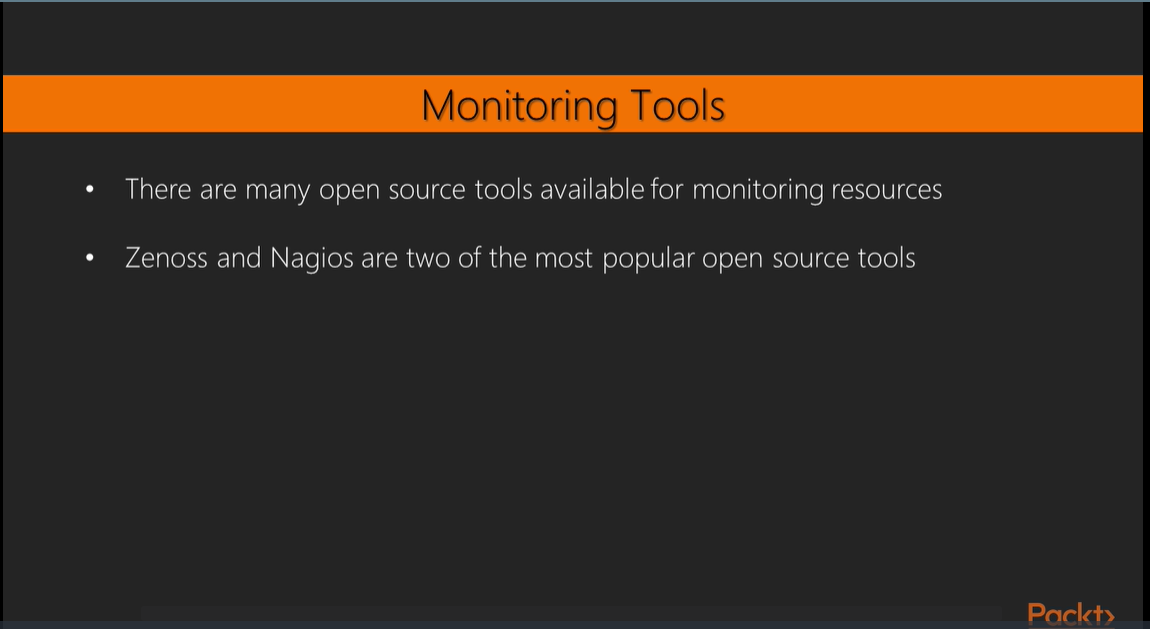 Monitoring Tools
• There are many open source tools available for monitoring resources
• Zenoss and Nagios are two of the most popular open source tools
Packt>